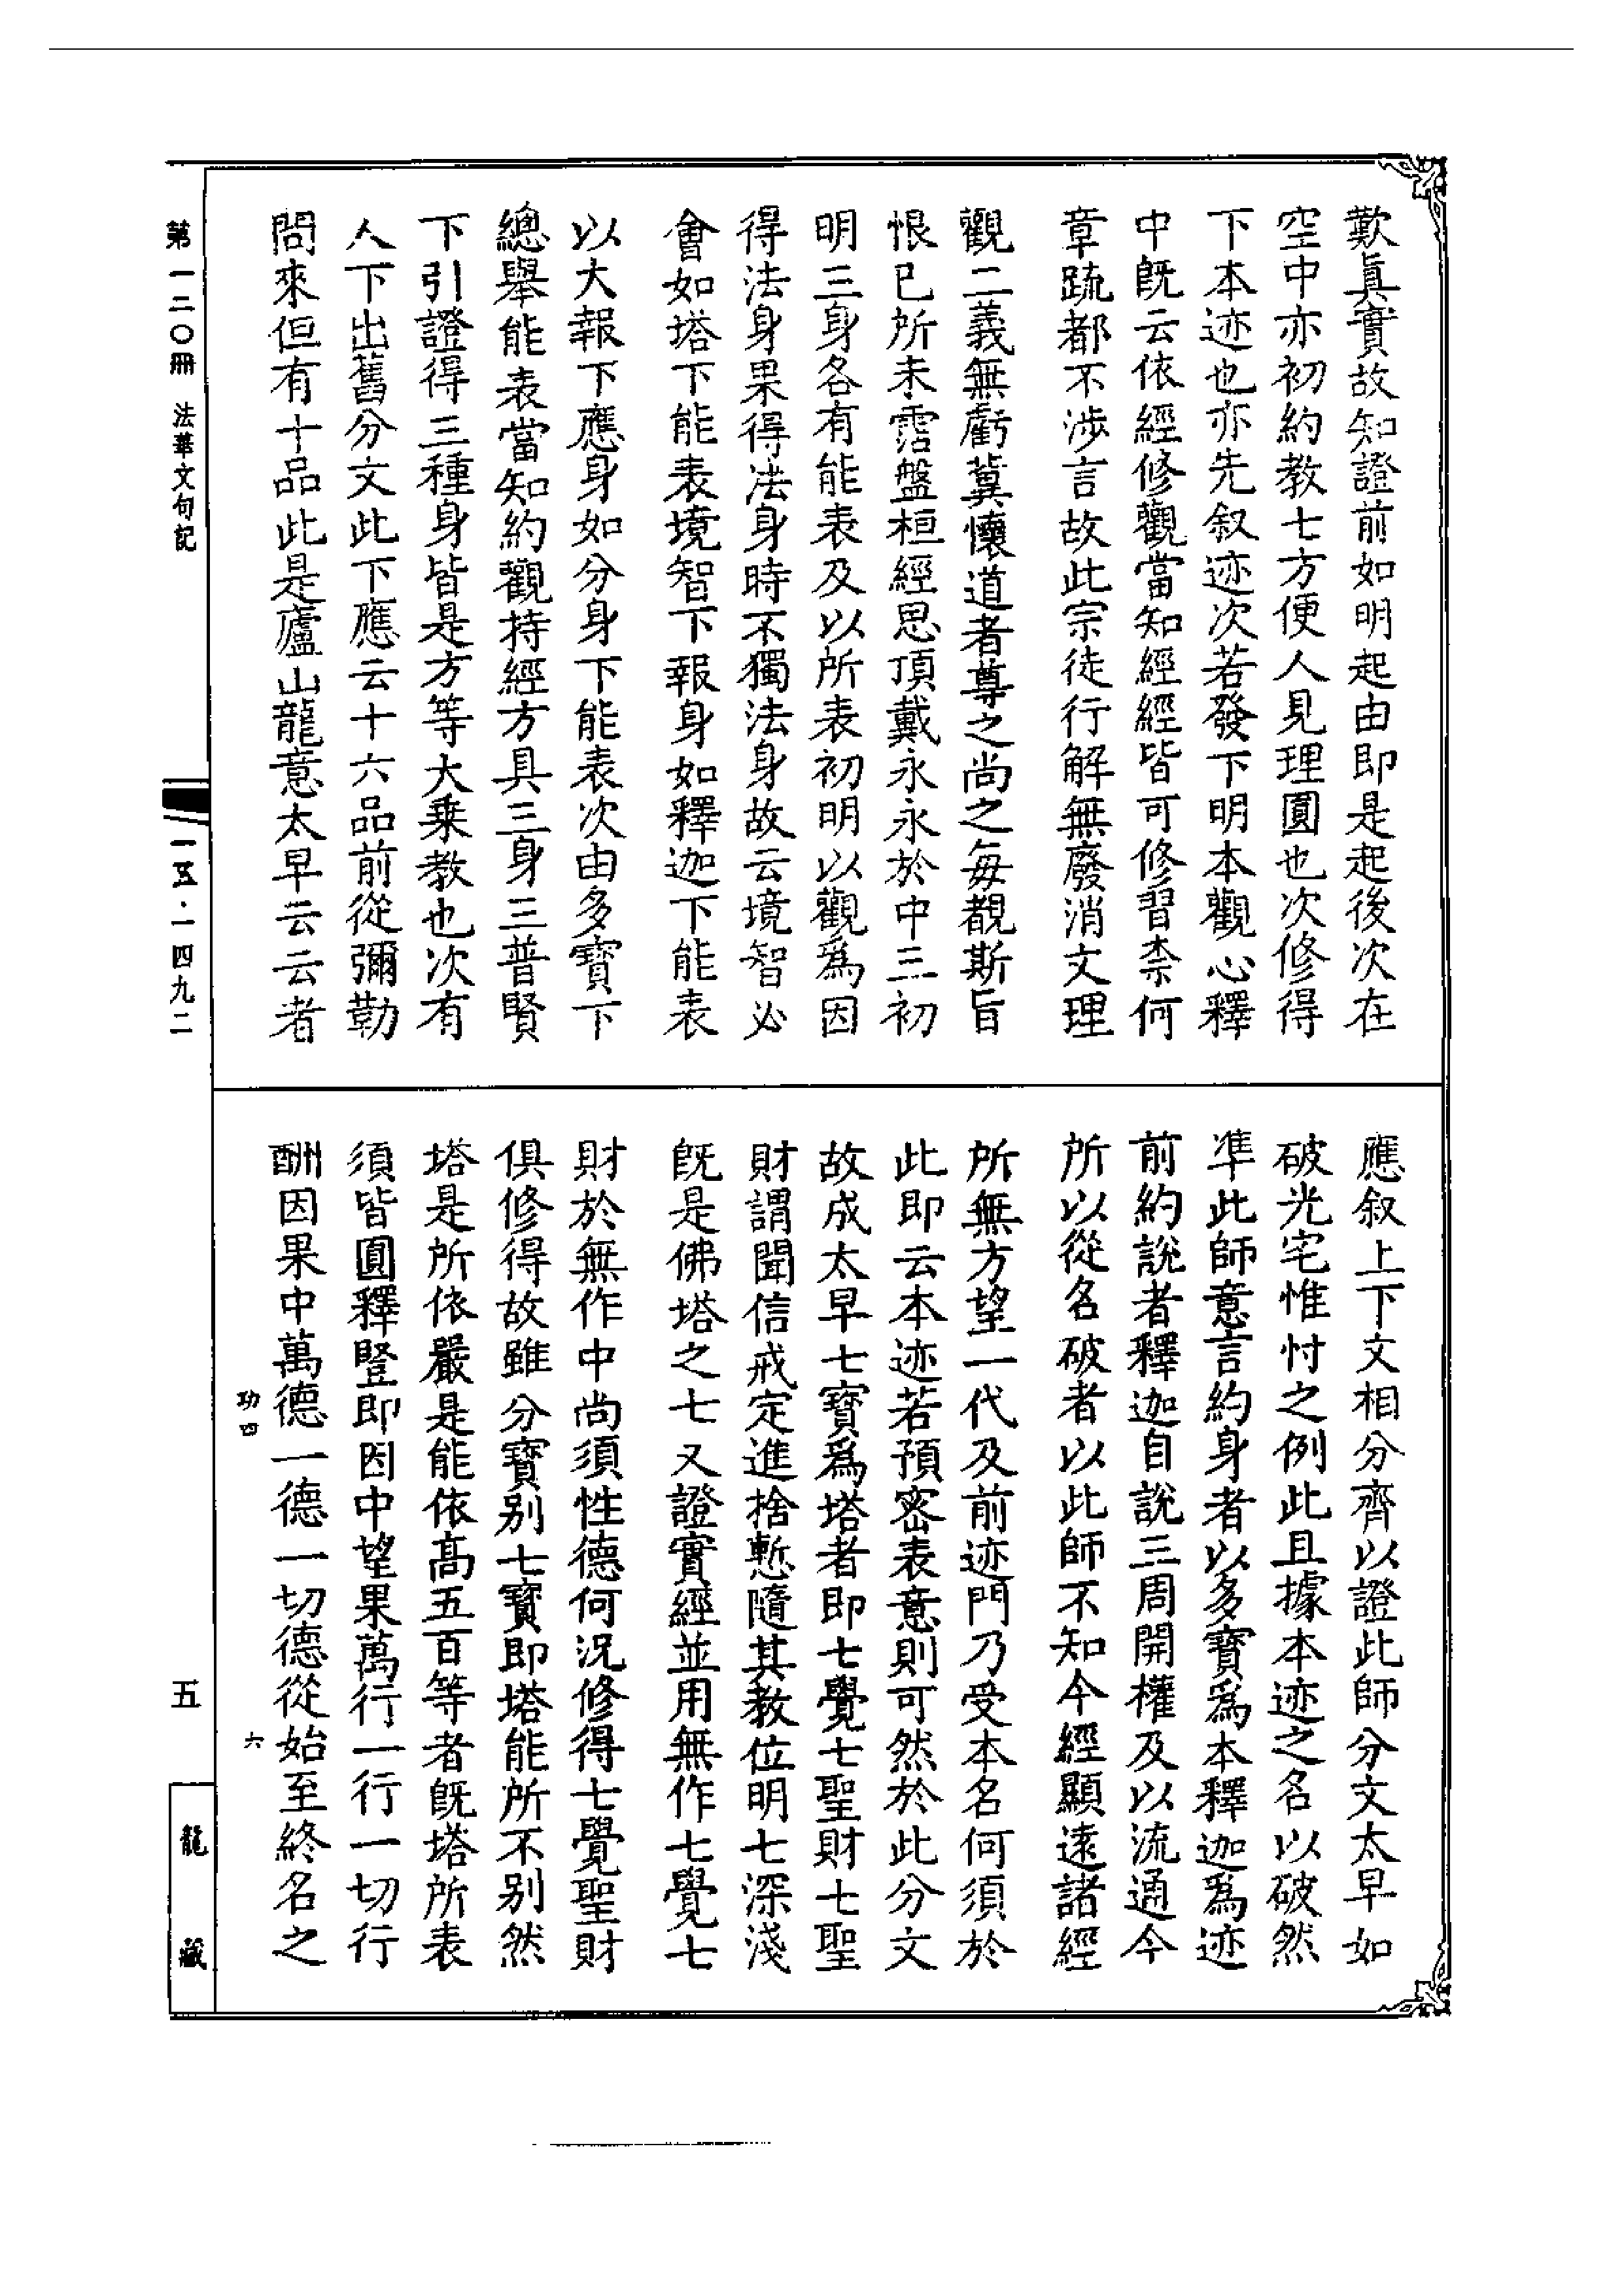 歎眞實故知證前如明起由即是起後次在
空中亦初約教七方便人見理圓也次修得
下本迹也亦先叙迹次若發下明本觀心釋
中旣云依經修觀當知經經皆可修習柰何
章䟽都不涉言故此宗徒行解無廢消文理
觀二義無虧冀懷道者尊之尚之每覩斯旨
恨已所未霑盤桓經思頂戴永永於中三初
明三身各有能表及以所表初明以觀爲因
得法身果得法身時不獨法身故云境智必
會如塔下能表境智下報身如釋迦下能表
以大報下應身如分身下能表次由多寶下
總舉能表當知約觀持經方具三身三普賢
下引證得三種身皆是方等大乗教也次有
人下出舊分文此下應云十六品前從彌勒
問來但有十品此是廬山龍意太早云云者
應叙上下文相分齊以證此師分文太早如
破光宅惟忖之例此且據本迹之名以破然
準此師意言約身者以多寶爲本釋迦爲迹
前約說者釋迦自說三周開權及以流通今
所以從名破者以此師不知今經顯遠諸經
所無方望一代及前迹門乃受本名何須於
此即云本迹若預密表意則可然於此分文
故成太早七寶爲塔者即七覺七聖財七聖
財謂聞信戒定進捨慙隨其教位明七深淺
旣是佛塔之七又證實經並用無作七覺七
財於無作中尚須性德何況修得七覺聖財
俱修得故雖分寶别七寶即塔能所不别然
塔是所依嚴是能依髙五百等者旣塔所表
須皆圓釋豎即因中望果萬行一行一切行
酬因果中萬德一德一切德從始至終名之
功四
六
第一二〇冊 法華文句記
一五·一四九二
五
龍藏